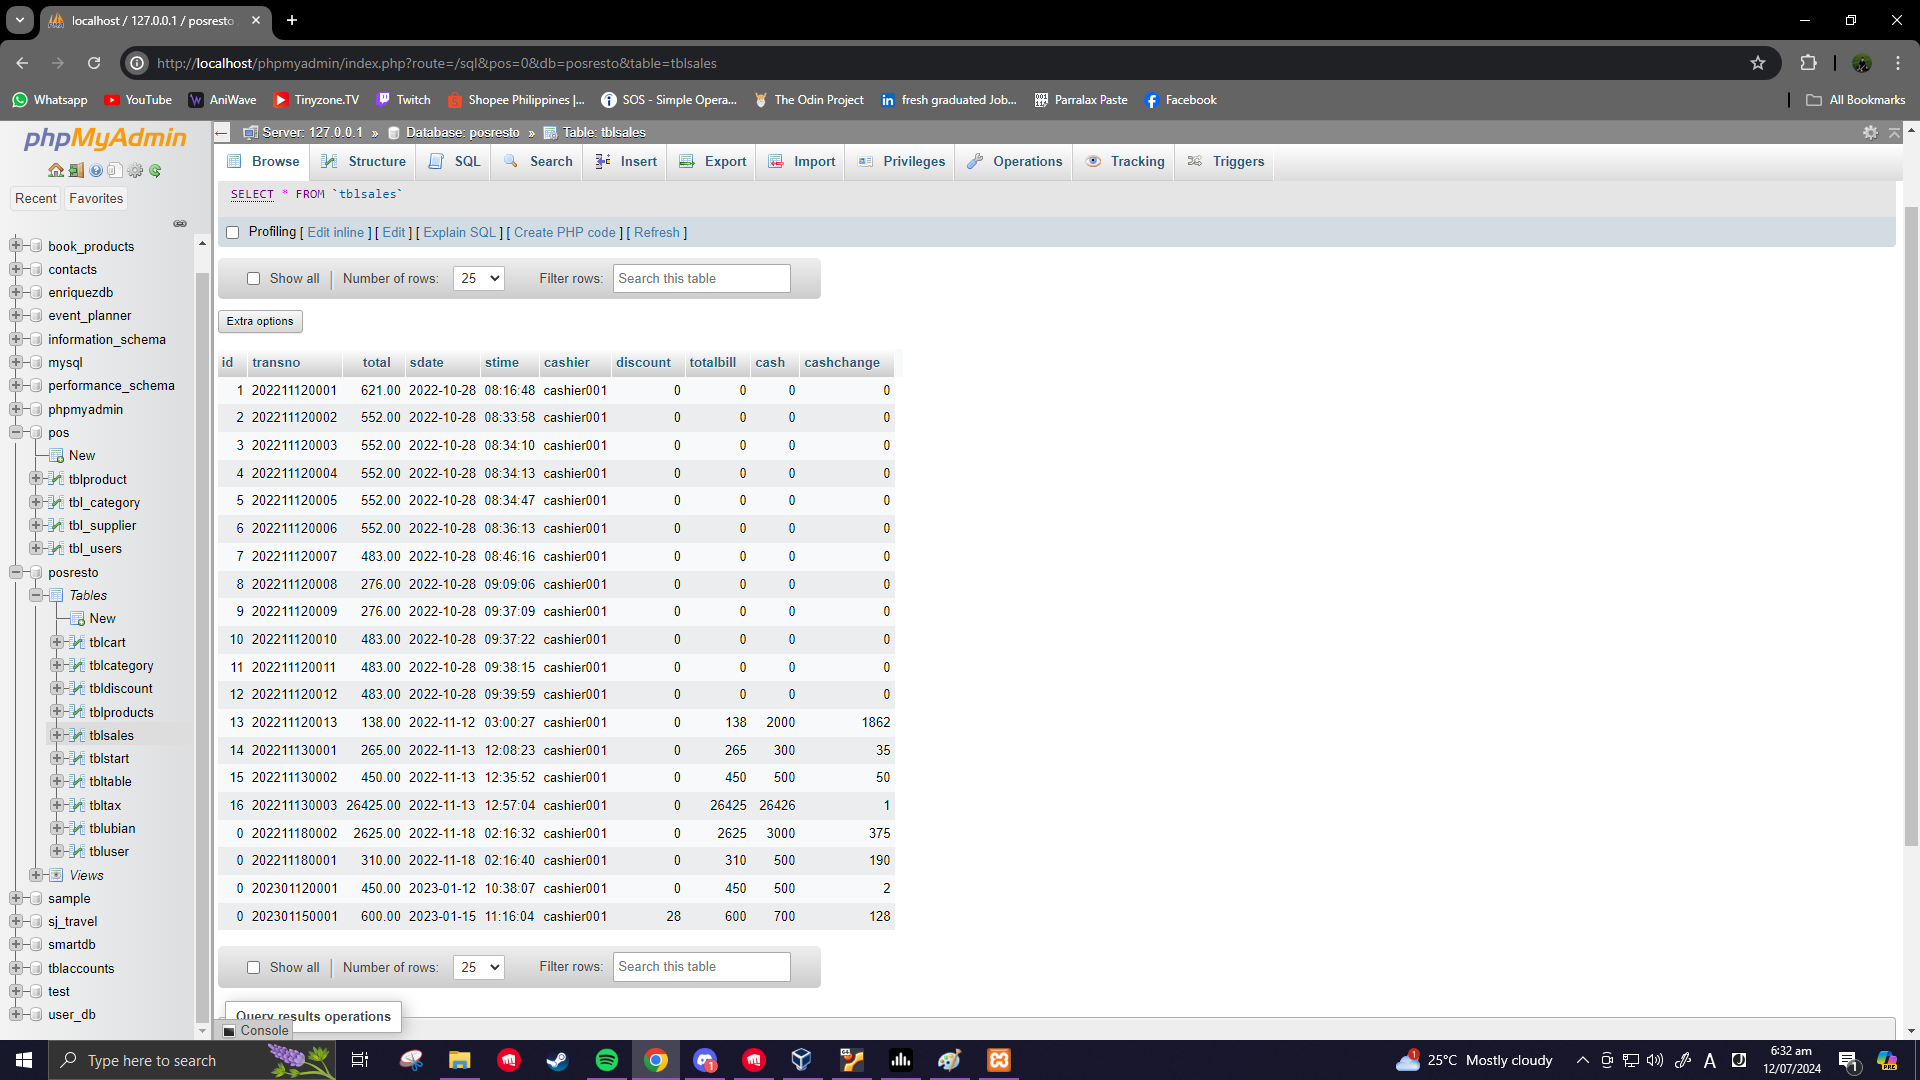 localhost / 127.0.0.1 / posresto
http://localhost/phpmyadmin/index.php?route=/sql&pos=0&db=posresto&table=tblsales
Whatsapp YouTube AniWave Tinyzone.TV Twitch Shopee Philippines |... SOS - Simple Opera... The Odin Project fresh graduated Job... Parralax Paste Facebook All Bookmarks
phpMyAdmin
Recent Favorites
book_products
contacts
enriquezdb
event_planner
information_schema
mysql
performance_schema
phpmyadmin
pos
New
tblproduct
tbl_category
tbl_supplier
tbl_users
posresto
Tables
New
tblcart
tblcategory
tbldiscount
tblproducts
tblsales
tblstart
tbltable
tbltax
tblubian
tbluser
Views
sample
sj_travel
smartdb
tblaccounts
test
user_db
Server: 127.0.0.1 » Database: posresto » Table: tblsales
Browse Structure SQL Search Insert Export Import Privileges Operations Tracking Triggers
SELECT * FROM `tblsales`
Profiling [ Edit inline ] [ Edit ] [ Explain SQL ] [ Create PHP code ] [ Refresh ]
Show all Number of rows: 25 Filter rows: Search this table
Extra options
id transno total sdate stime cashier discount totalbill cash cashchange
1 202211120001 621.00 2022-10-28 08:16:48 cashier001 0 0 0 0
2 202211120002 552.00 2022-10-28 08:33:58 cashier001 0 0 0 0
3 202211120003 552.00 2022-10-28 08:34:10 cashier001 0 0 0 0
4 202211120004 552.00 2022-10-28 08:34:13 cashier001 0 0 0 0
5 202211120005 552.00 2022-10-28 08:34:47 cashier001 0 0 0 0
6 202211120006 552.00 2022-10-28 08:36:13 cashier001 0 0 0 0
7 202211120007 483.00 2022-10-28 08:46:16 cashier001 0 0 0 0
8 202211120008 276.00 2022-10-28 09:09:06 cashier001 0 0 0 0
9 202211120009 276.00 2022-10-28 09:37:09 cashier001 0 0 0 0
10 202211120010 483.00 2022-10-28 09:37:22 cashier001 0 0 0 0
11 202211120011 483.00 2022-10-28 09:38:15 cashier001 0 0 0 0
12 202211120012 483.00 2022-10-28 09:39:59 cashier001 0 0 0 0
13 202211120013 138.00 2022-11-12 03:00:27 cashier001 0 138 2000 1862
14 202211130001 265.00 2022-11-13 12:08:23 cashier001 0 265 300 35
15 202211130002 450.00 2022-11-13 12:35:52 cashier001 0 450 500 50
16 202211130003 26425.00 2022-11-13 12:57:04 cashier001 0 26425 26426 1
0 202211180002 2625.00 2022-11-18 02:16:32 cashier001 0 2625 3000 375
0 202211180001 310.00 2022-11-18 02:16:40 cashier001 0 310 500 190
0 202301120001 450.00 2023-01-12 10:38:07 cashier001 0 450 500 2
0 202301150001 600.00 2023-01-15 11:16:04 cashier001 28 600 700 128
Show all Number of rows: 25 Filter rows: Search this table
Query results operations
Console
Type here to search
25°C Mostly cloudy
6:32 am
12/07/2024